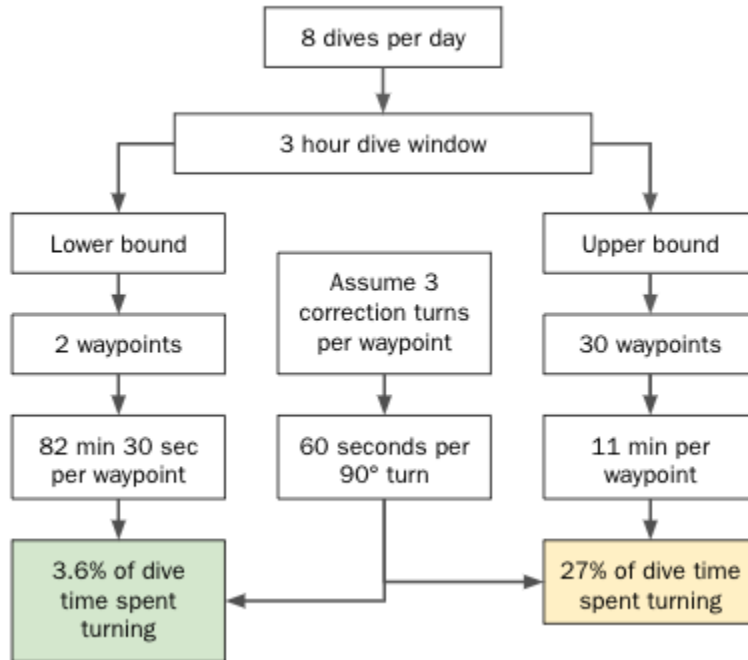 8 dives per day
3 hour dive window
Lower bound
Upper bound
Assume 3
correction turns
per waypoint
2 waypoints
30 waypoints
82 min 30 sec
per waypoint
60 seconds per
90° turn
11 min per
waypoint
3.6% of dive
time spent
turning
27% of dive time
spent turning